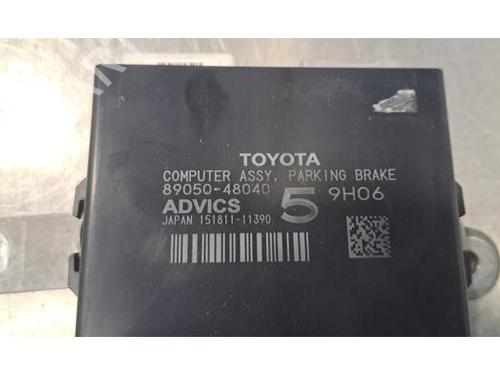 TOYOTA
COMPUTER ASSY, PARKING BRAKE
89050-48040
ADVICS 5 9H06
JAPAN 151811-11390